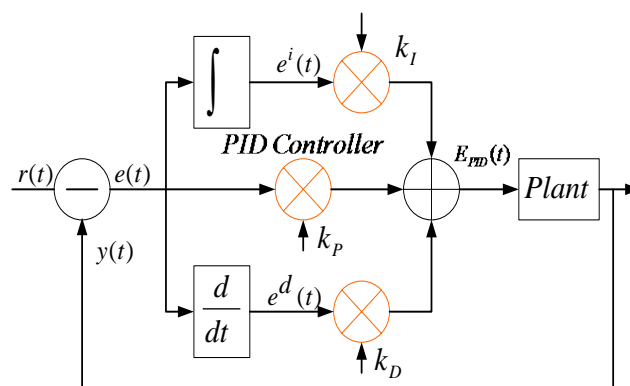 ∫
e^i(t)
k_I
PID Controller
E_PID(t)
r(t)
−
e(t)
Plant
y(t)
k_P
d/dt
e^d(t)
k_D